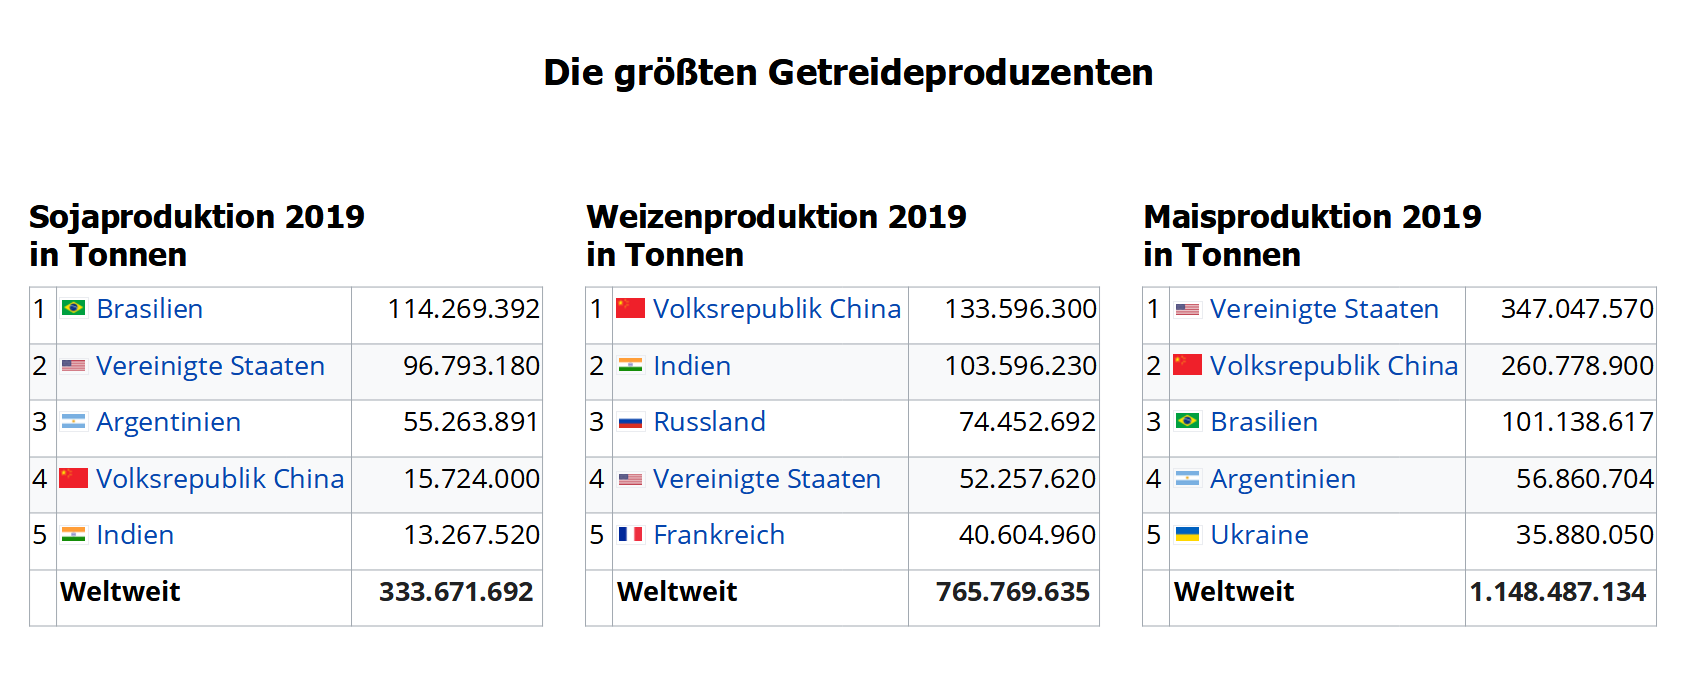 Die größten Getreideproduzenten
Sojaproduktion 2019
in Tonnen
1 Brasilien 114.269.392
2 Vereinigte Staaten 96.793.180
3 Argentinien 55.263.891
4 Volksrepublik China 15.724.000
5 Indien 13.267.520
Weltweit 333.671.692
Weizenproduktion 2019
in Tonnen
1 Volksrepublik China 133.596.300
2 Indien 103.596.230
3 Russland 74.452.692
4 Vereinigte Staaten 52.257.620
5 Frankreich 40.604.960
Weltweit 765.769.635
Maisproduktion 2019
in Tonnen
1 Vereinigte Staaten 347.047.570
2 Volksrepublik China 260.778.900
3 Brasilien 101.138.617
4 Argentinien 56.860.704
5 Ukraine 35.880.050
Weltweit 1.148.487.134